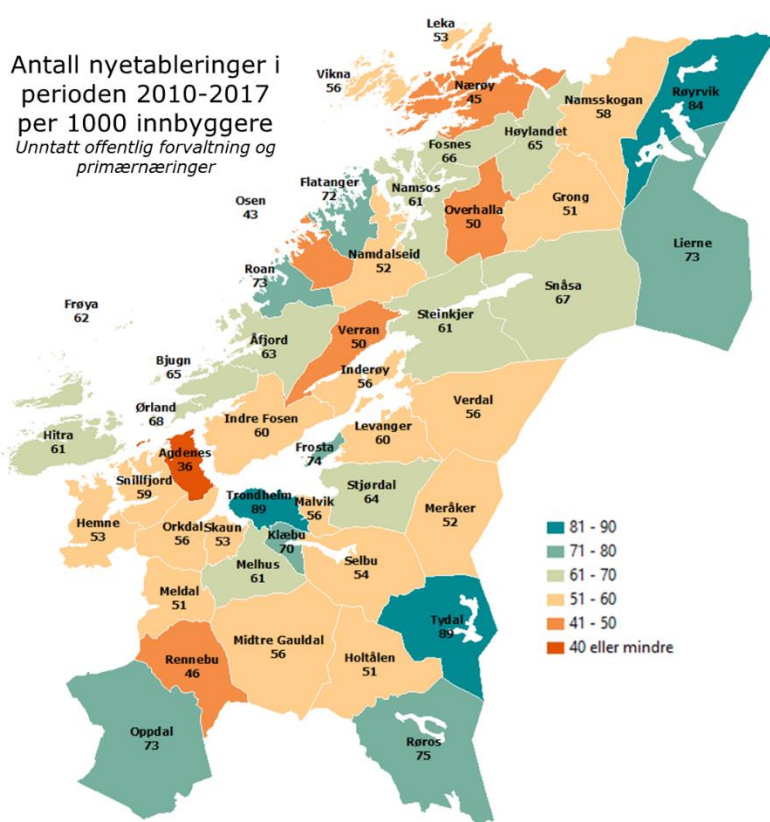 Antall nyetableringer i
perioden 2010-2017
per 1000 innbyggere
Unntatt offentlig forvaltning og
primærnæringer
Leka
53
Vikna
56
Nærøy
45
Namsskogan
58
Røyrvik
84
Høylandet
65
Fosnes
66
Flatanger
72
Namsos
61
Osen
43
Overhalla
50
Grong
51
Lierne
73
Namdalseid
52
Roan
73
Snåsa
67
Frøya
62
Steinkjer
61
Verran
50
Åfjord
63
Bjugn
65
Inderøy
56
Verdal
56
Ørland
68
Indre Fosen
60
Levanger
60
Hitra
61
Agdenes
36
Frosta
74
Snillfjord
59
Stjørdal
64
Trondheim
89
Malvik
56
Meråker
52
Hemne
53
Orkdal
56
Skaun
53
Klæbu
70
Melhus
61
Selbu
54
Meldal
51
Tydal
89
Midtre Gauldal
56
Holtålen
51
Rennebu
46
Oppdal
73
Røros
75
81 - 90
71 - 80
61 - 70
51 - 60
41 - 50
40 eller mindre